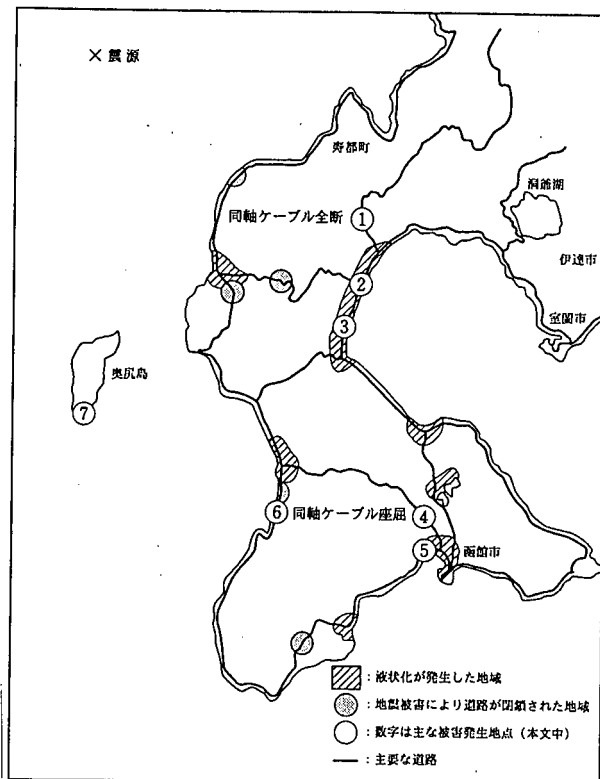 × 震源
寿都町
洞爺湖
①
同軸ケーブル全断
伊達市
②
室蘭市
③
奥尻島
⑦
⑥ 同軸ケーブル座屈 ④
⑤ 函館市
: 液状化が発生した地域
: 地震被害により道路が閉鎖された地域
: 数字は主な被害発生地点（本文中）
: 主要な道路